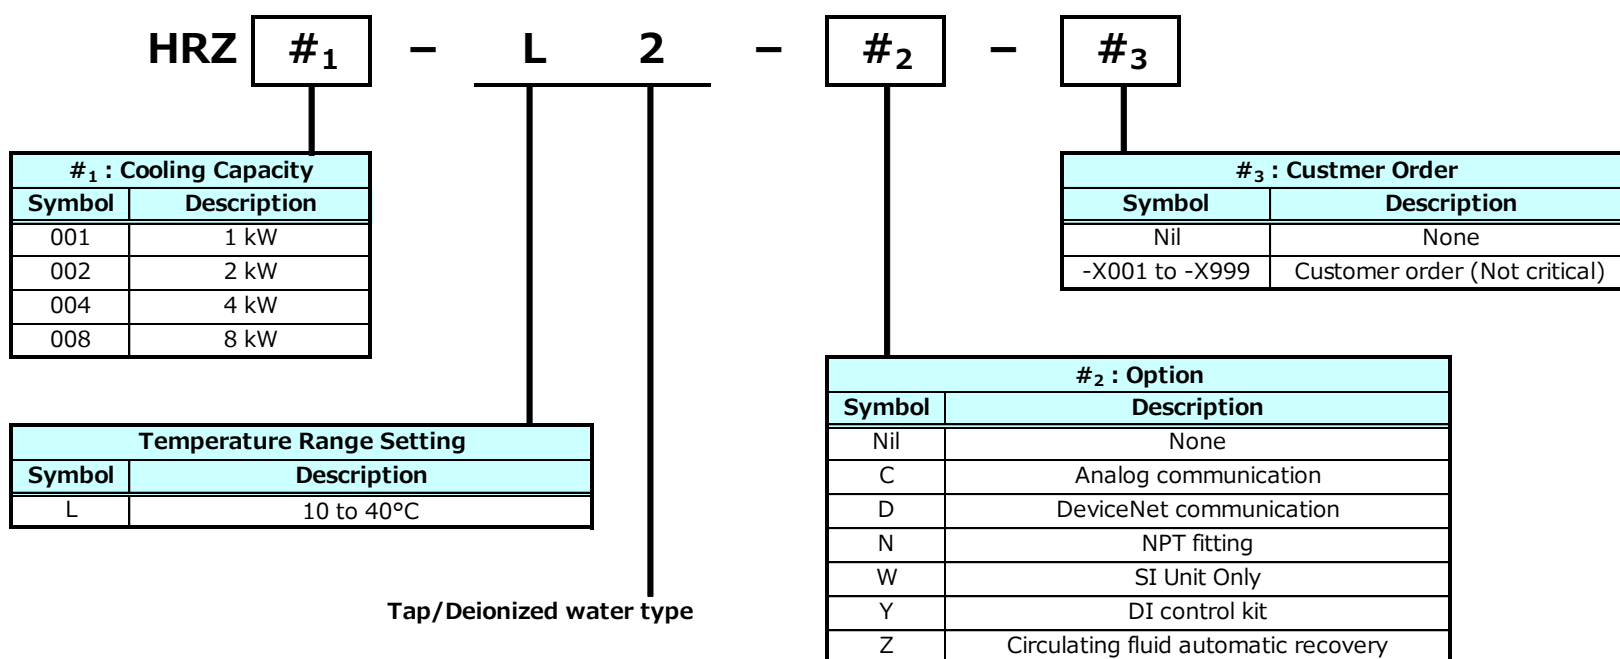 HRZ #₁ – L 2 – #₂ – #₃
#₁ : Cooling Capacity
Symbol Description
001 1 kW
002 2 kW
004 4 kW
008 8 kW
#₃ : Custmer Order
Symbol Description
Nil None
-X001 to -X999 Customer order (Not critical)
Temperature Range Setting
Symbol Description
L 10 to 40°C
Tap/Deionized water type
#₂ : Option
Symbol Description
Nil None
C Analog communication
D DeviceNet communication
N NPT fitting
W SI Unit Only
Y DI control kit
Z Circulating fluid automatic recovery